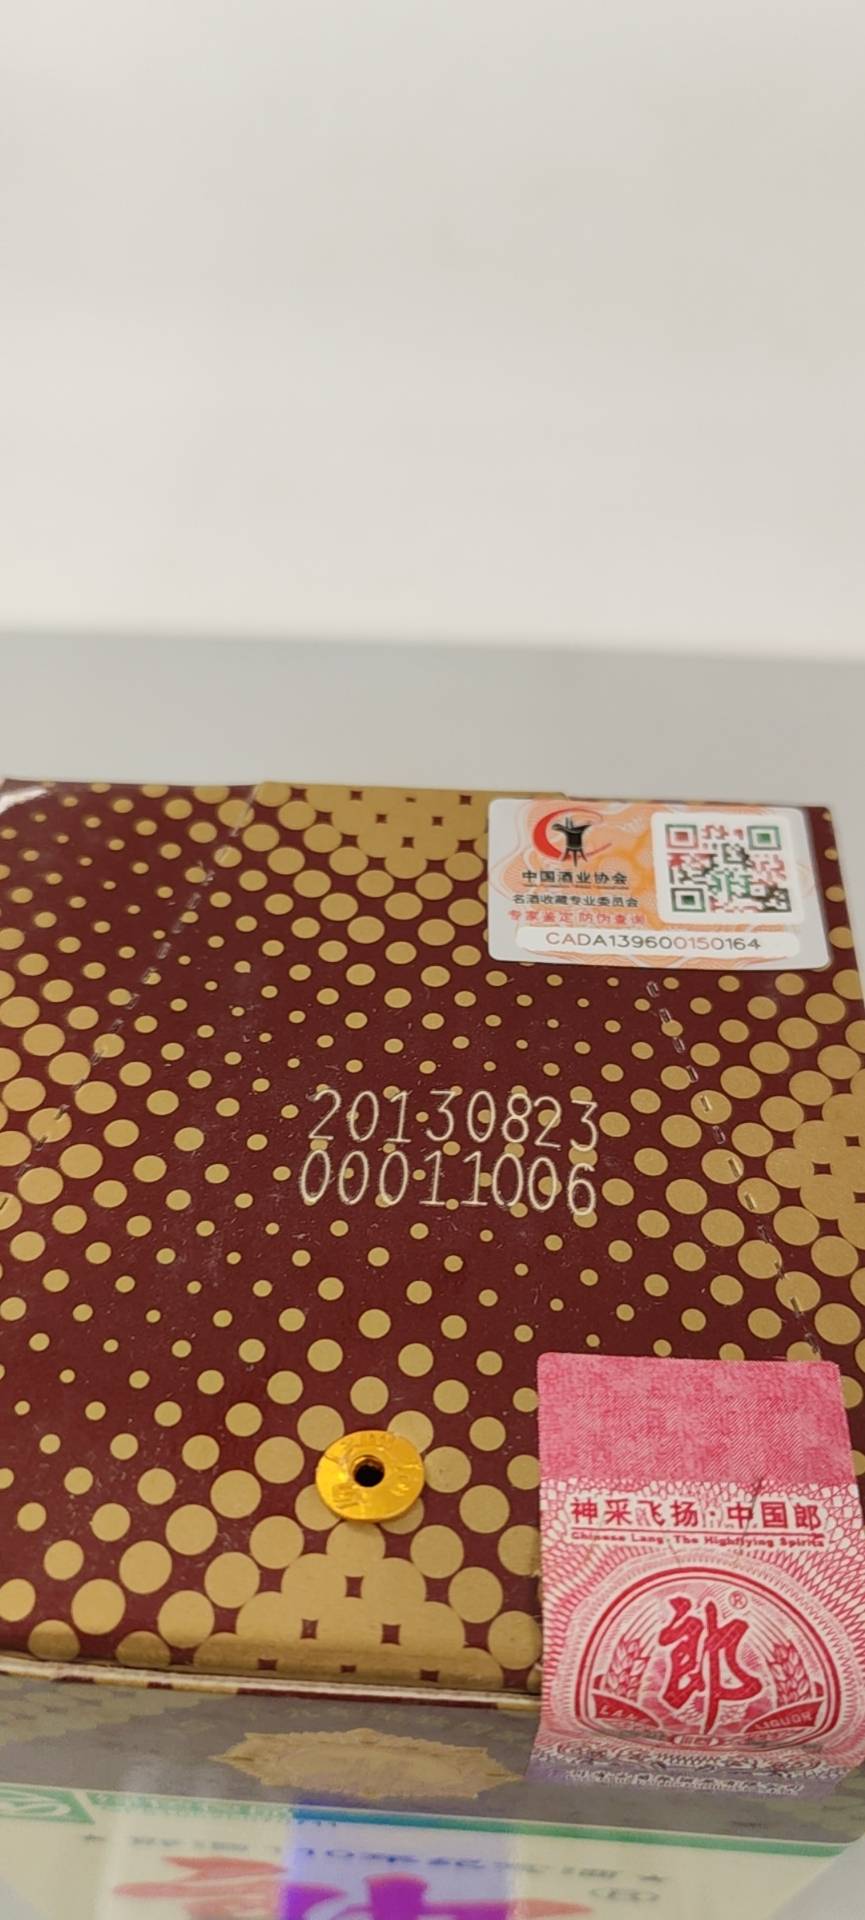 中国酒业协会
名酒收藏专业委员会
专家鉴定 防伪查询
CADA139600150164
20130823
00011006
神采飞扬·中国郎
Chinese Lang·The Highflying Spirits
郎®
LANG LIQUOR